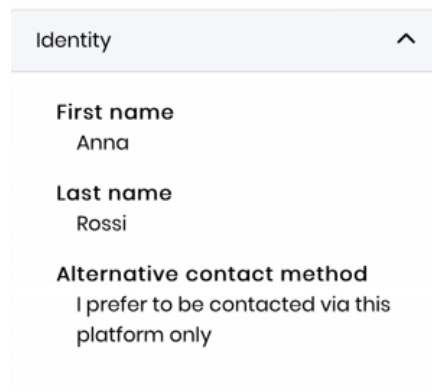 Identity
First name
Anna
Last name
Rossi
Alternative contact method
I prefer to be contacted via this
platform only